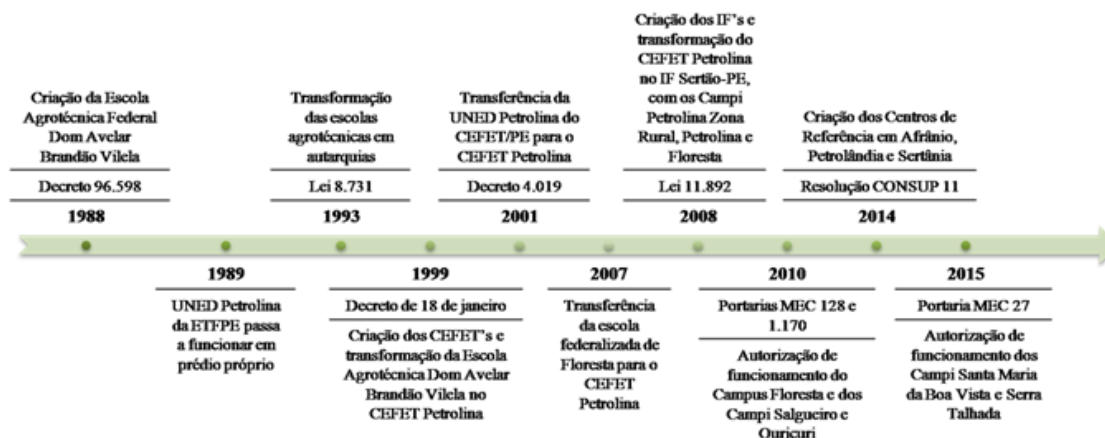 Criação da Escola
Agrotécnica Federal
Dom Avelar
Brandão Vilela
Decreto 96.598
1988
Transformação
das escolas
agrotécnicas em
autarquias
Lei 8.731
1993
Transferência da
UNED Petrolina do
CEFET/PE para o
CEFET Petrolina
Decreto 4.019
2001
Criação dos IF's e
transformação do
CEFET Petrolina
no IF Sertão-PE,
com os Campi
Petrolina Zona
Rural, Petrolina e
Floresta
Lei 11.892
2008
Criação dos Centros de
Referência em Afrânio,
Petrolândia e Sertânia
Resolução CONSUP 11
2014
1989
UNED Petrolina
da ETFPE passa
a funcionar em
prédio próprio
1999
Decreto de 18 de janeiro
Criação dos CEFET's e
transformação da Escola
Agrotécnica Dom Avelar
Brandão Vilela no
CEFET Petrolina
2007
Transferência
da escola
federalizada de
Floresta para o
CEFET
Petrolina
2010
Portarias MEC 128 e
1.170
Autorização de
funcionamento do
Campus Floresta e dos
Campi Salgueiro e
Ouricuri
2015
Portaria MEC 27
Autorização de
funcionamento dos
Campi Santa Maria
da Boa Vista e Serra
Talhada